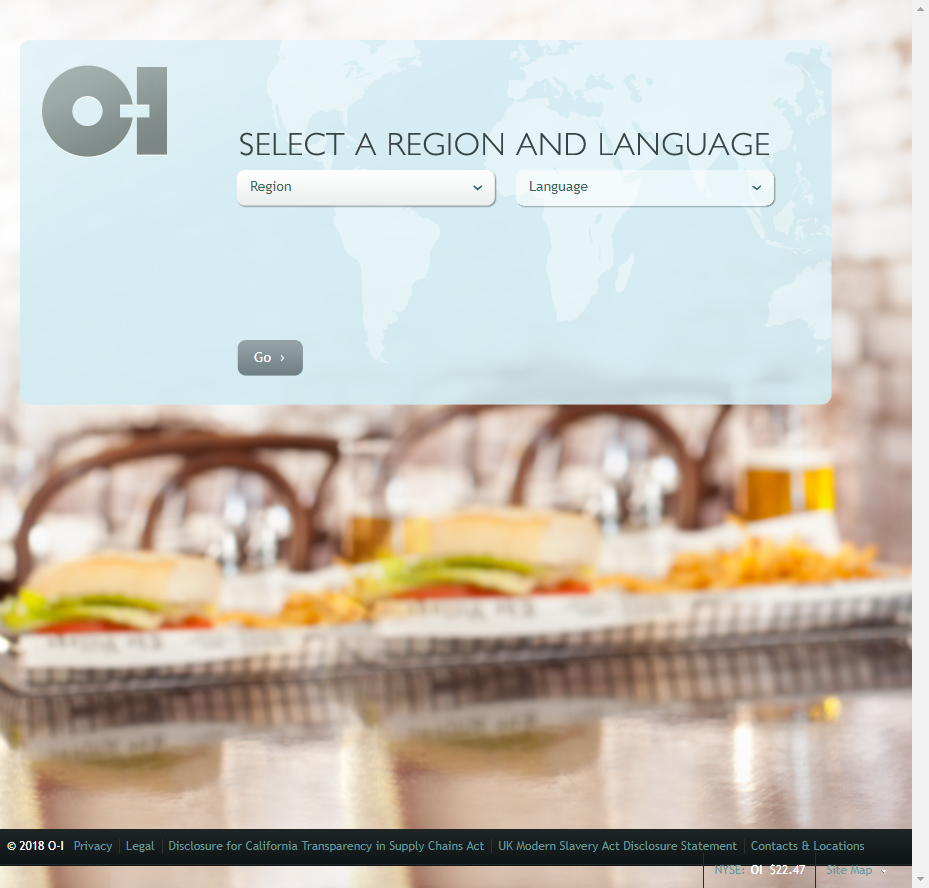 O-I
SELECT A REGION AND LANGUAGE
Region
Language
Go ›
© 2018 O-I Privacy Legal Disclosure for California Transparency in Supply Chains Act UK Modern Slavery Act Disclosure Statement Contacts & Locations
NYSE: OI $22.47 Site Map